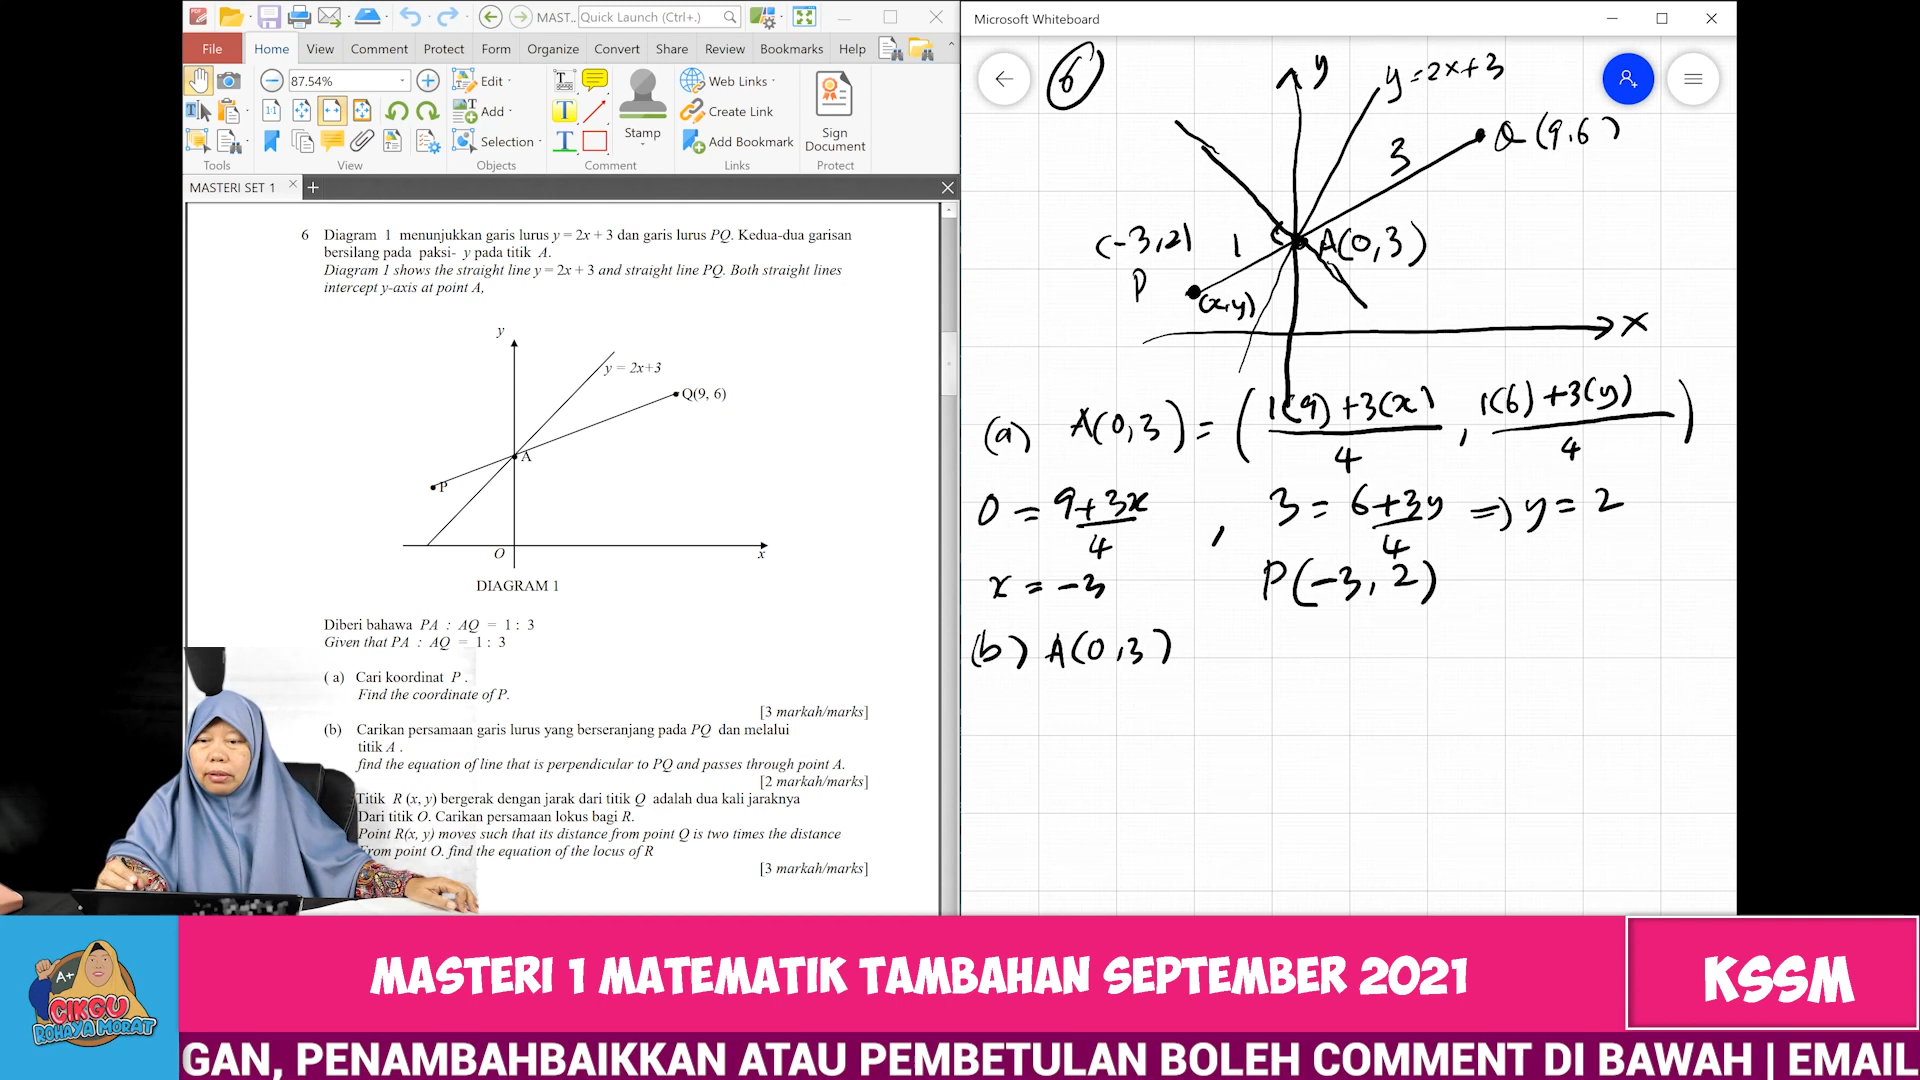 MAST..
Quick Launch (Ctrl+.)
File
Home
View
Comment
Protect
Form
Organize
Convert
Share
Review
Bookmarks
Help
87.54%
Edit
Add
Selection
Stamp
Web Links
Create Link
Add Bookmark
Sign
Document
Tools
View
Objects
Comment
Links
Protect
MASTERI SET 1
6 Diagram 1 menunjukkan garis lurus y = 2x + 3 dan garis lurus PQ. Kedua-dua garisan
bersilang pada paksi- y pada titik A.
Diagram 1 shows the straight line y = 2x + 3 and straight line PQ. Both straight lines
intercept y-axis at point A,
y
y = 2x+3
Q(9, 6)
A
P
O
x
DIAGRAM 1
Diberi bahawa PA : AQ = 1 : 3
Given that PA : AQ = 1 : 3
( a) Cari koordinat P .
Find the coordinate of P.
[3 markah/marks]
(b) Carikan persamaan garis lurus yang berseranjang pada PQ dan melalui
titik A .
find the equation of line that is perpendicular to PQ and passes through point A.
[2 markah/marks]
Titik R (x, y) bergerak dengan jarak dari titik Q adalah dua kali jaraknya
Dari titik O. Carikan persamaan lokus bagi R.
Point R(x, y) moves such that its distance from point Q is two times the distance
From point O. find the equation of the locus of R
[3 markah/marks]
Microsoft Whiteboard
6
y
y = 2x + 3
Q (9,6)
3
(-3,2)
1
A(0,3)
P
(x,y)
x
(a) A(0,3) = ( 1(9) + 3(x) / 4 , 1(6) + 3(y) / 4 )
0 = 9 + 3x / 4 , 3 = 6 + 3y / 4 => y = 2
x = -3 P(-3, 2)
(b) A(0,3)
A+
CIKGU
ROHAYA MORAT
MASTERI 1 MATEMATIK TAMBAHAN SEPTEMBER 2021
KSSM
GAN, PENAMBAHBAIKKAN ATAU PEMBETULAN BOLEH COMMENT DI BAWAH | EMAIL